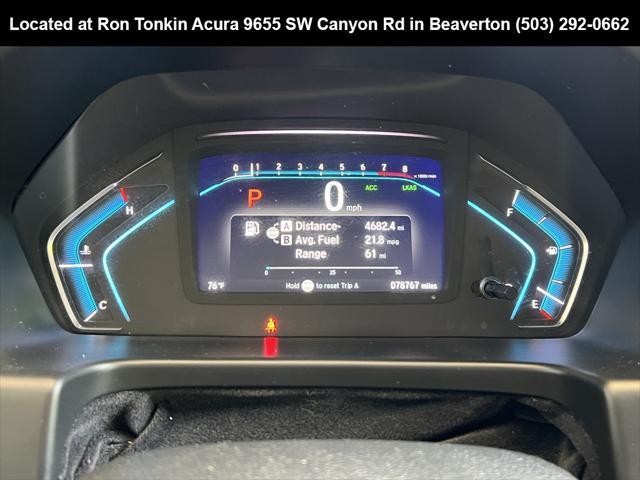 Located at Ron Tonkin Acura 9655 SW Canyon Rd in Beaverton (503) 292-0662
0 1 2 3 4 5 6 7 8 x 1000r/min
ACC LKAS
P 0 mph
H F
A Distance 4682.4 mi
B Avg. Fuel 21.8 mpg
Range 61 mi
0 25 50
C E
76°F Hold to reset Trip A 078767 miles